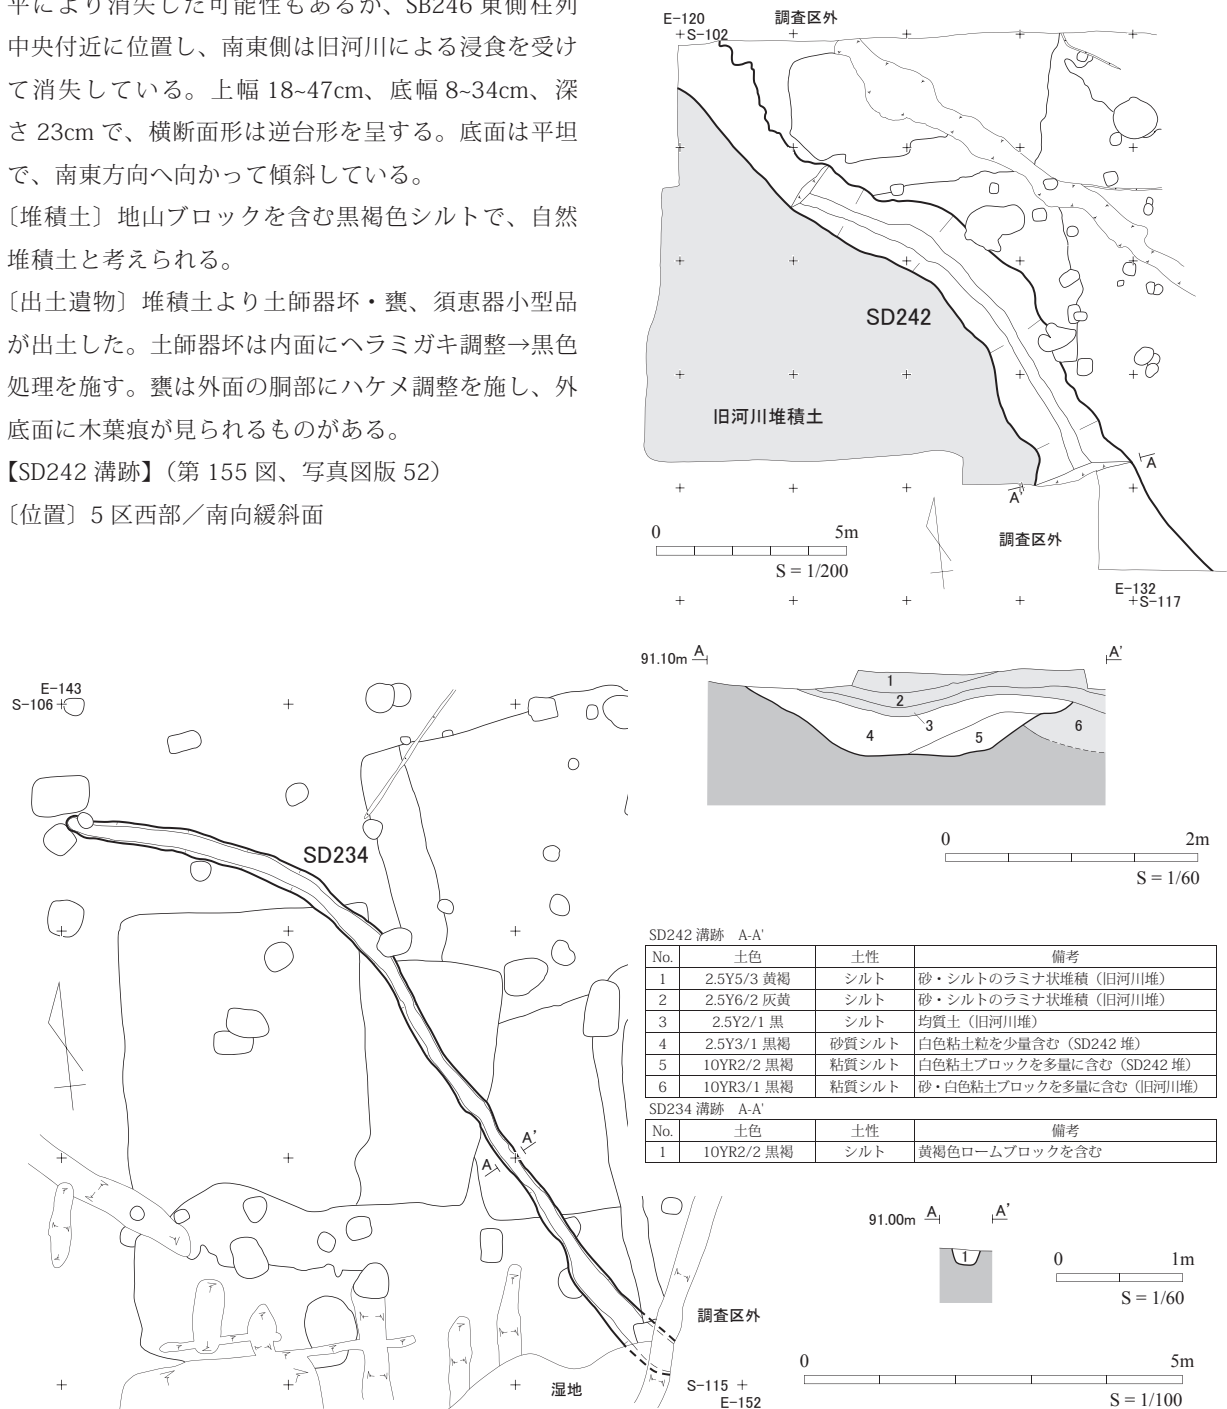 平により消失した可能性もあるが、SB246 東側柱列
中央付近に位置し、南東側は旧河川による浸食を受け
て消失している。上幅 18~47cm、底幅 8~34cm、深
さ 23cm で、横断面形は逆台形を呈する。底面は平坦
で、南東方向へ向かって傾斜している。
〔堆積土〕地山ブロックを含む黒褐色シルトで、自然
堆積土と考えられる。
〔出土遺物〕堆積土より土師器坏・甕、須恵器小型品
が出土した。土師器坏は内面にヘラミガキ調整→黒色
処理を施す。甕は外面の胴部にハケメ調整を施し、外
底面に木葉痕が見られるものがある。
【SD242 溝跡】（第 155 図、写真図版 52）
〔位置〕5 区西部／南向緩斜面
E-120
S-102
調査区外
SD242
旧河川堆積土
A
A'
0 5m
S = 1/200
調査区外
E-132
S-117
91.10m A A'
1
2
3
4
5
6
0 2m
S = 1/60
E-143
S-106
SD234
A'
A
調査区外
湿地
S-115
E-152
SD242 溝跡 A-A'
No. 土色 土性 備考
1 2.5Y5/3 黄褐 シルト 砂・シルトのラミナ状堆積（旧河川堆）
2 2.5Y6/2 灰黄 シルト 砂・シルトのラミナ状堆積（旧河川堆）
3 2.5Y2/1 黒 シルト 均質土（旧河川堆）
4 2.5Y3/1 黒褐 砂質シルト 白色粘土粒を少量含む（SD242 堆）
5 10YR2/2 黒褐 粘質シルト 白色粘土ブロックを多量に含む（SD242 堆）
6 10YR3/1 黒褐 粘質シルト 砂・白色粘土ブロックを多量に含む（旧河川堆）
SD234 溝跡 A-A'
No. 土色 土性 備考
1 10YR2/2 黒褐 シルト 黄褐色ロームブロックを含む
91.00m A A'
1
0 1m
S = 1/60
0 5m
S = 1/100